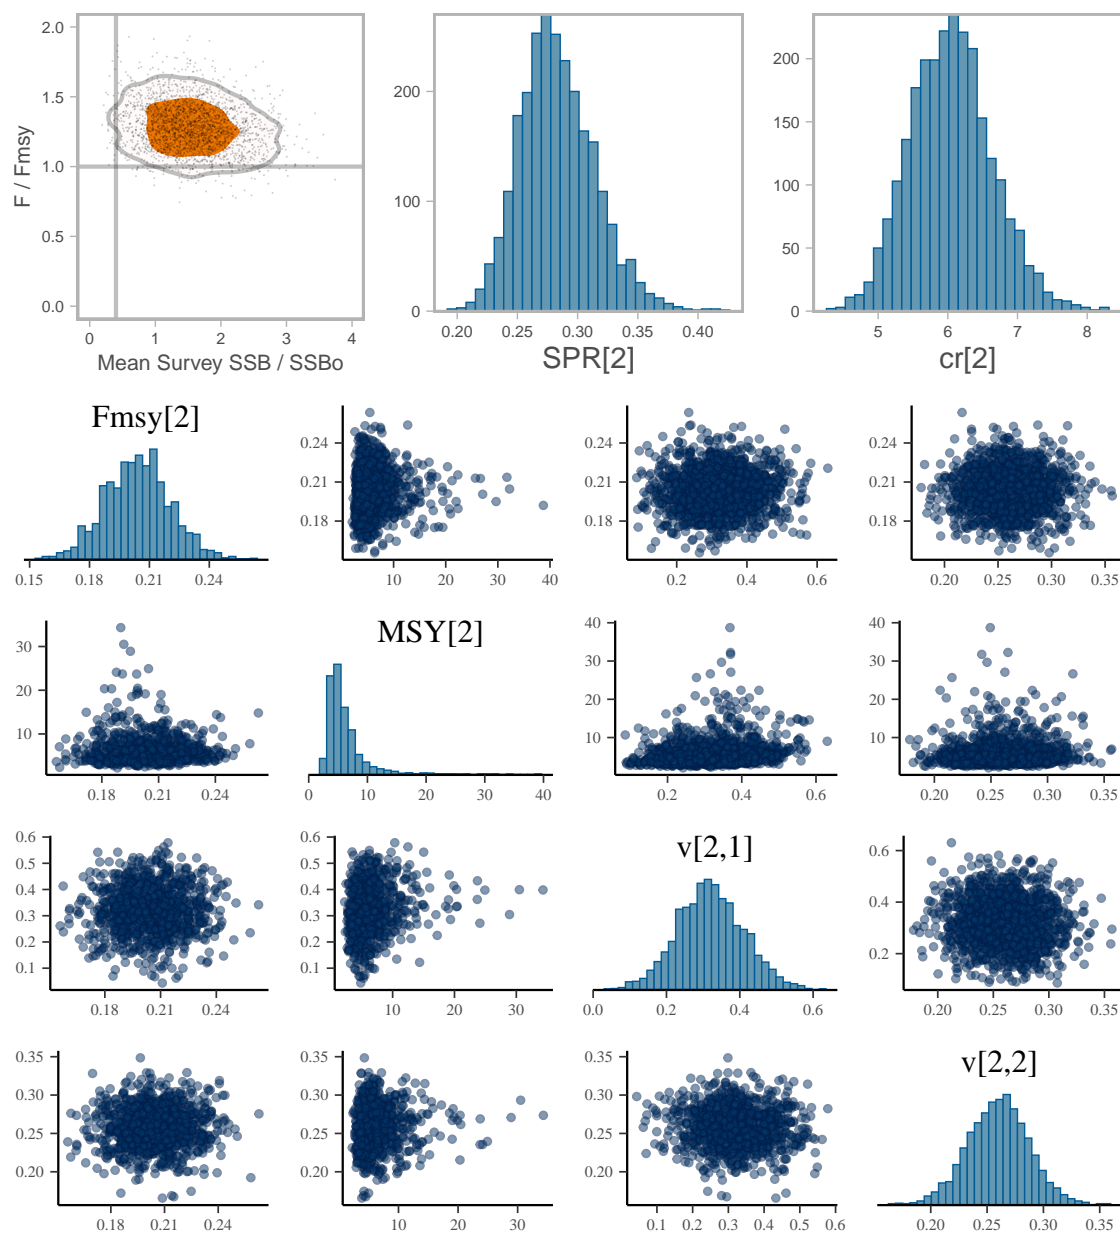 2.0
1.5
1.0
0.5
0.0
F / Fmsy
0 1 2 3 4
Mean Survey SSB / SSBo
200
100
0
0.20 0.25 0.30 0.35 0.40
SPR[2]
200
150
100
50
0
5 6 7 8
cr[2]
Fmsy[2]
0.15 0.18 0.21 0.24
0.24
0.21
0.18
10 20 30 40
0.24
0.21
0.18
0.2 0.4 0.6
0.24
0.21
0.18
0.20 0.25 0.30 0.35
30
20
10
0.18 0.21 0.24
MSY[2]
0 10 20 30 40
40
30
20
10
0.2 0.4 0.6
40
30
20
10
0.20 0.25 0.30 0.35
0.6
0.5
0.4
0.3
0.2
0.1
0.18 0.21 0.24
0.6
0.5
0.4
0.3
0.2
0.1
10 20 30
v[2,1]
0.0 0.2 0.4 0.6
0.6
0.4
0.2
0.20 0.25 0.30 0.35
0.35
0.30
0.25
0.20
0.18 0.21 0.24
0.35
0.30
0.25
0.20
10 20 30
0.35
0.30
0.25
0.20
0.1 0.2 0.3 0.4 0.5 0.6
v[2,2]
0.20 0.25 0.30 0.35